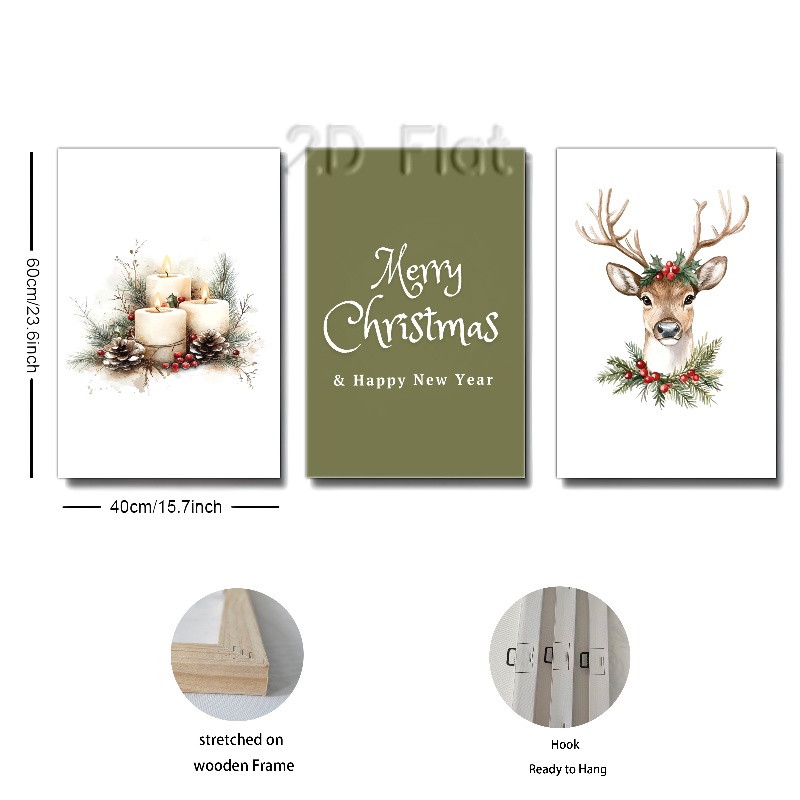 2D Flat
60cm/23.6inch
Merry
Christmas
& Happy New Year
40cm/15.7inch
stretched on
wooden Frame
Hook
Ready to Hang